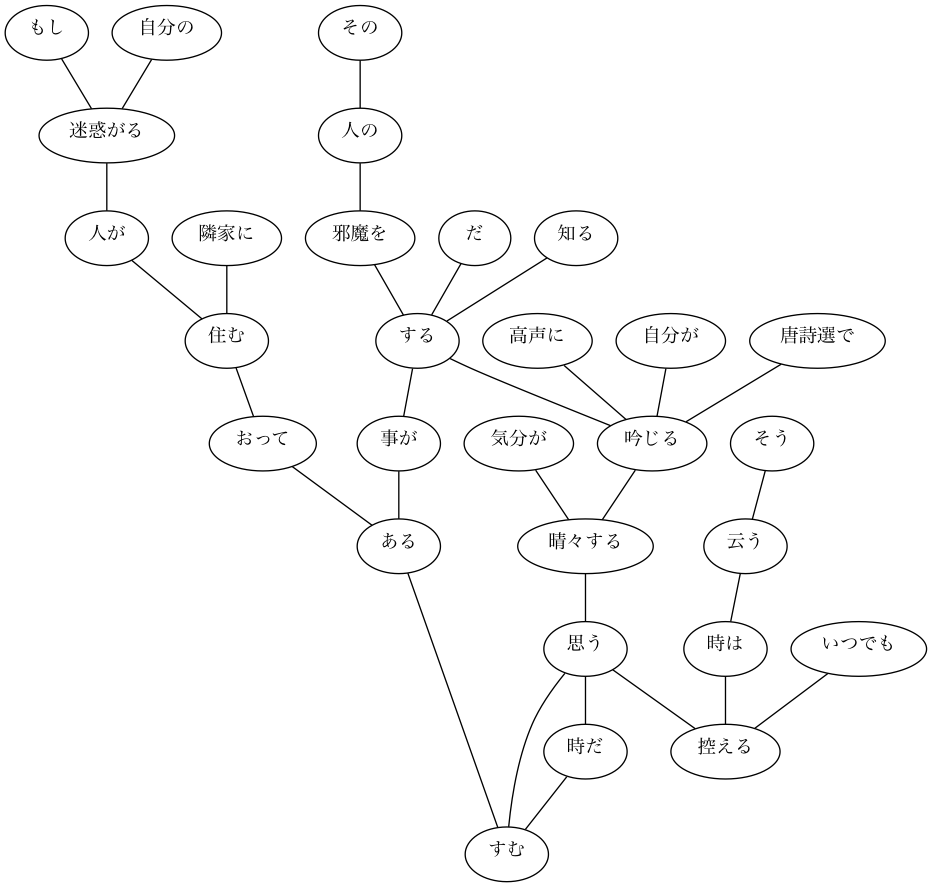 もし
自分の
その
迷惑がる
人の
人が
隣家に
邪魔を
だ
知る
住む
する
高声に
自分が
唐詩選で
おって
事が
気分が
吟じる
そう
ある
晴々する
云う
思う
時は
いつでも
時だ
控える
すむ